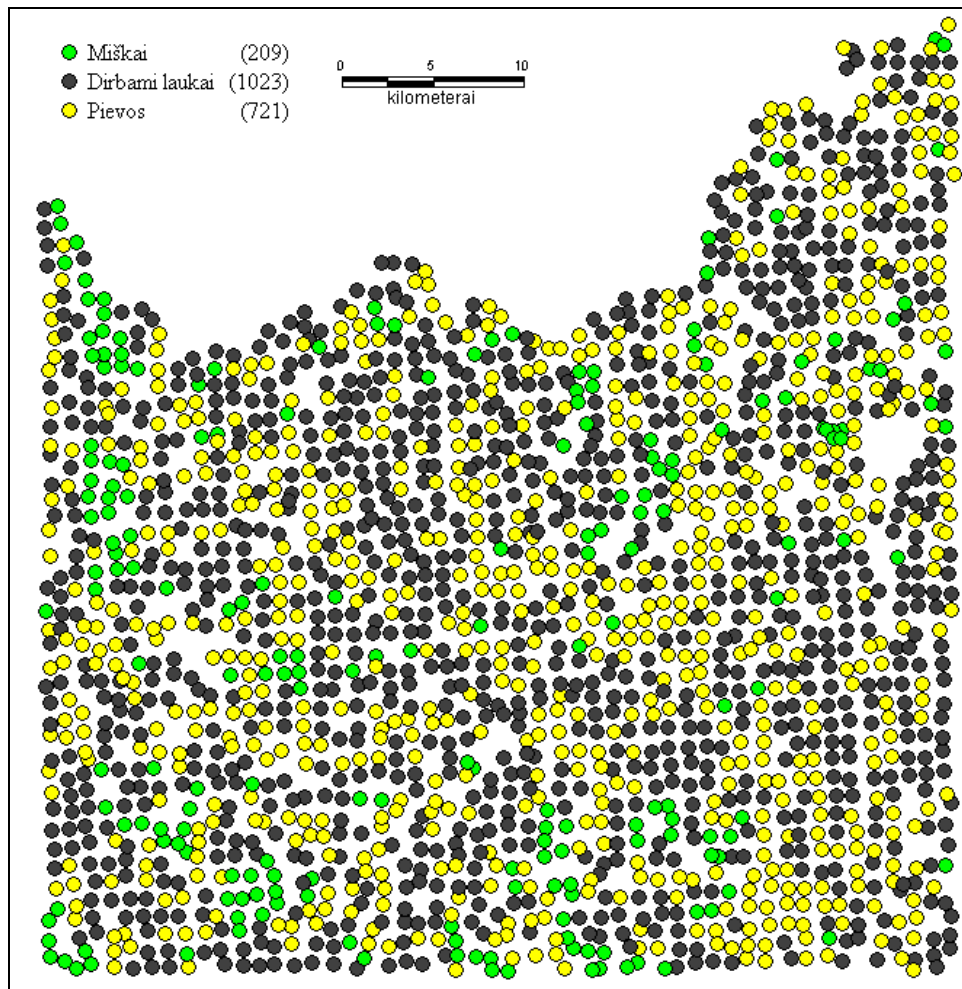 Miškai (209)
Dirbami laukai (1023)
Pievos (721)
0 5 10
kilometerai